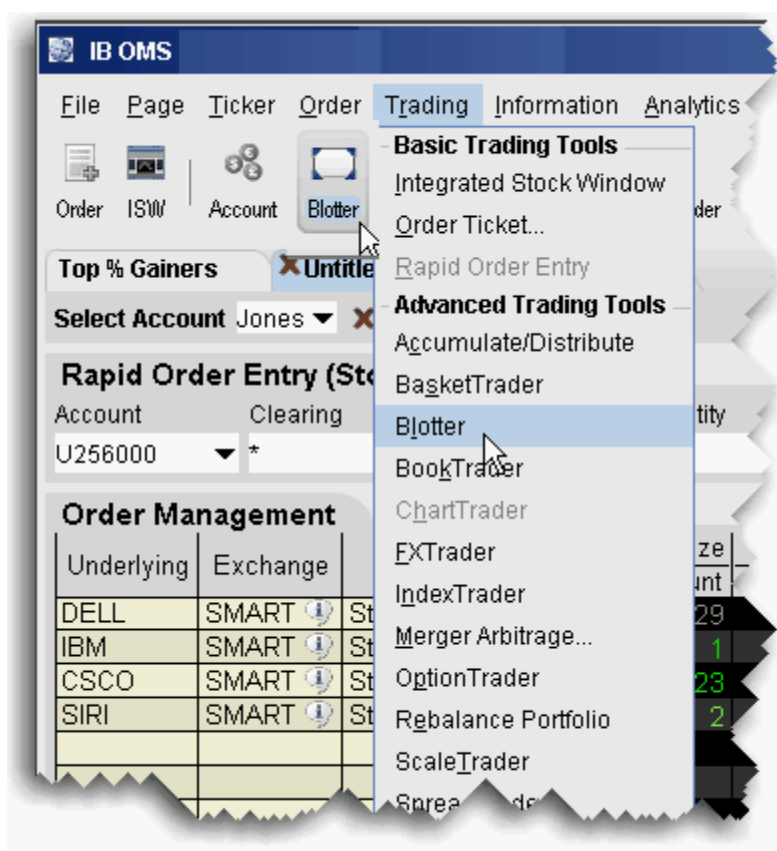 IB OMS
File Page Ticker Order Trading Information Analytics
Order ISW Account Blotter
Top % Gainers
Select Account Jones
Rapid Order Entry
Account Clearing
U256000 *
Order Management
Underlying Exchange
DELL SMART 29
IBM SMART 1
CSCO SMART 23
SIRI SMART 2
Basic Trading Tools
Integrated Stock Window
Order Ticket...
Rapid Order Entry
Advanced Trading Tools
Accumulate/Distribute
BasketTrader
Blotter
BookTrader
ChartTrader
FXTrader
IndexTrader
Merger Arbitrage...
OptionTrader
Rebalance Portfolio
ScaleTrader